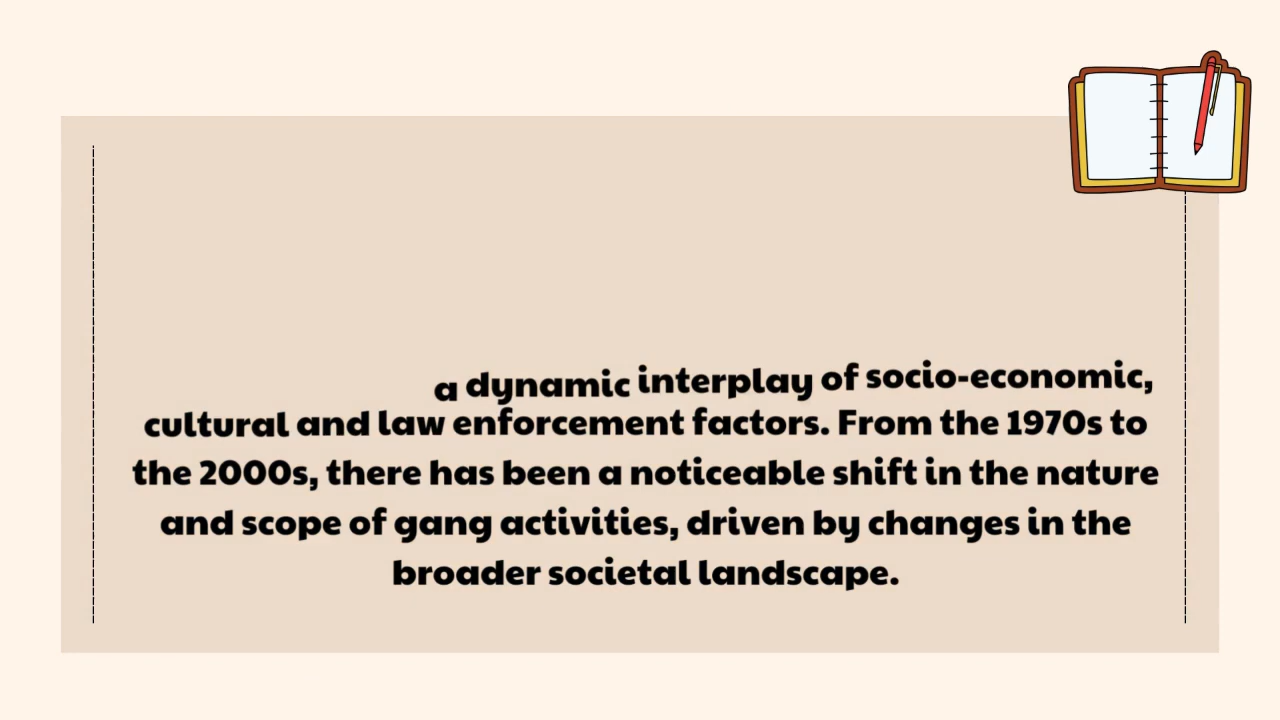 a dynamic interplay of socio-economic,
cultural and law enforcement factors. From the 1970s to
the 2000s, there has been a noticeable shift in the nature
and scope of gang activities, driven by changes in the
broader societal landscape.